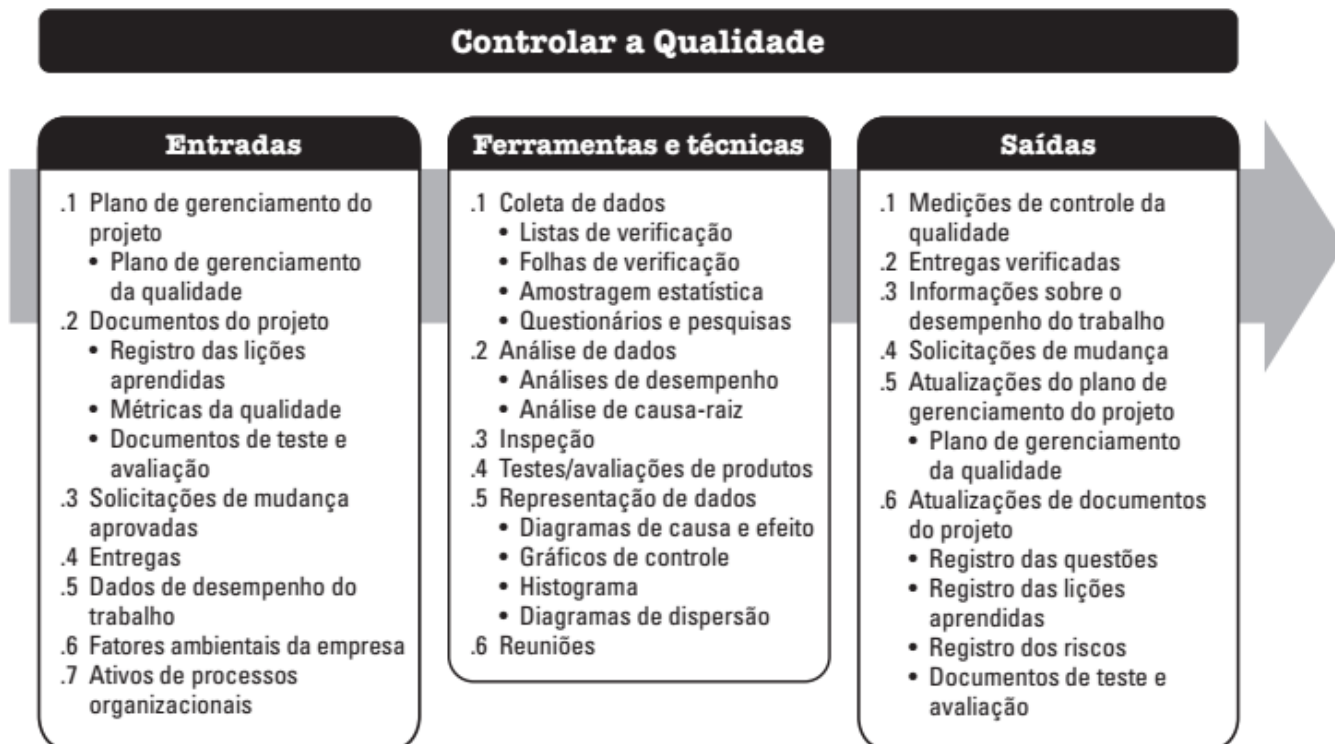 Controlar a Qualidade
Entradas
.1 Plano de gerenciamento do
projeto
• Plano de gerenciamento
da qualidade
.2 Documentos do projeto
• Registro das lições
aprendidas
• Métricas da qualidade
• Documentos de teste e
avaliação
.3 Solicitações de mudança
aprovadas
.4 Entregas
.5 Dados de desempenho do
trabalho
.6 Fatores ambientais da empresa
.7 Ativos de processos
organizacionais
Ferramentas e técnicas
.1 Coleta de dados
• Listas de verificação
• Folhas de verificação
• Amostragem estatística
• Questionários e pesquisas
.2 Análise de dados
• Análises de desempenho
• Análise de causa-raiz
.3 Inspeção
.4 Testes/avaliações de produtos
.5 Representação de dados
• Diagramas de causa e efeito
• Gráficos de controle
• Histograma
• Diagramas de dispersão
.6 Reuniões
Saídas
.1 Medições de controle da
qualidade
.2 Entregas verificadas
.3 Informações sobre o
desempenho do trabalho
.4 Solicitações de mudança
.5 Atualizações do plano de
gerenciamento do projeto
• Plano de gerenciamento
da qualidade
.6 Atualizações de documentos
do projeto
• Registro das questões
• Registro das lições
aprendidas
• Registro dos riscos
• Documentos de teste e
avaliação